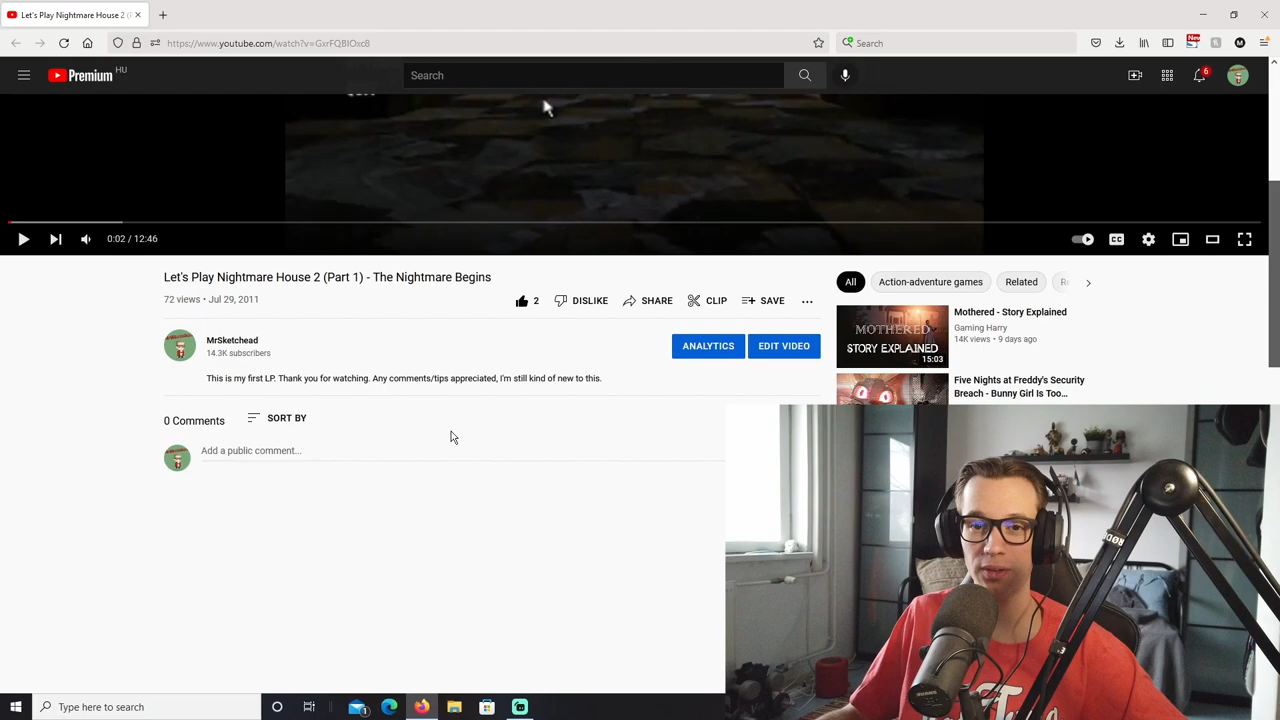 Let's Play Nightmare House 2 (F
https://www.youtube.com/watch?v=GxrFQBIOxc8
Search
New
Premium HU
Search
6
0:02 / 12:46
CC
Let's Play Nightmare House 2 (Part 1) - The Nightmare Begins
72 views • Jul 29, 2011
2 DISLIKE SHARE CLIP SAVE
MrSketchead
14.3K subscribers
ANALYTICS EDIT VIDEO
This is my first LP. Thank you for watching. Any comments/tips appreciated, I'm still kind of new to this.
0 Comments SORT BY
Add a public comment...
All Action-adventure games Related Re
MOTHERED
STORY EXPLAINED
15:03
Mothered - Story Explained
Gaming Harry
14K views • 9 days ago
Five Nights at Freddy's Security
Breach - Bunny Girl Is Too…
RØDE
SHURE
Type here to search